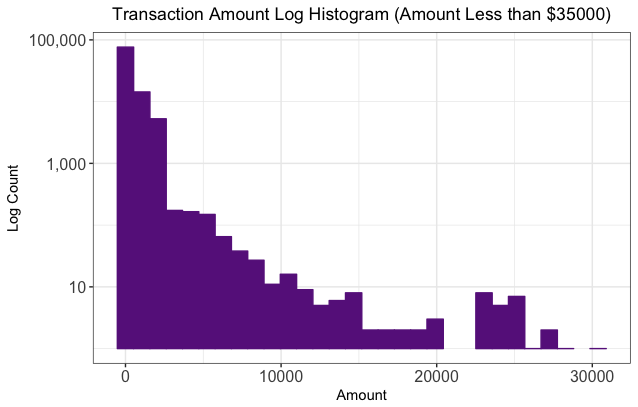 Transaction Amount Log Histogram (Amount Less than $35000)
100,000
1,000
10
Log Count
0 10000 20000 30000
Amount